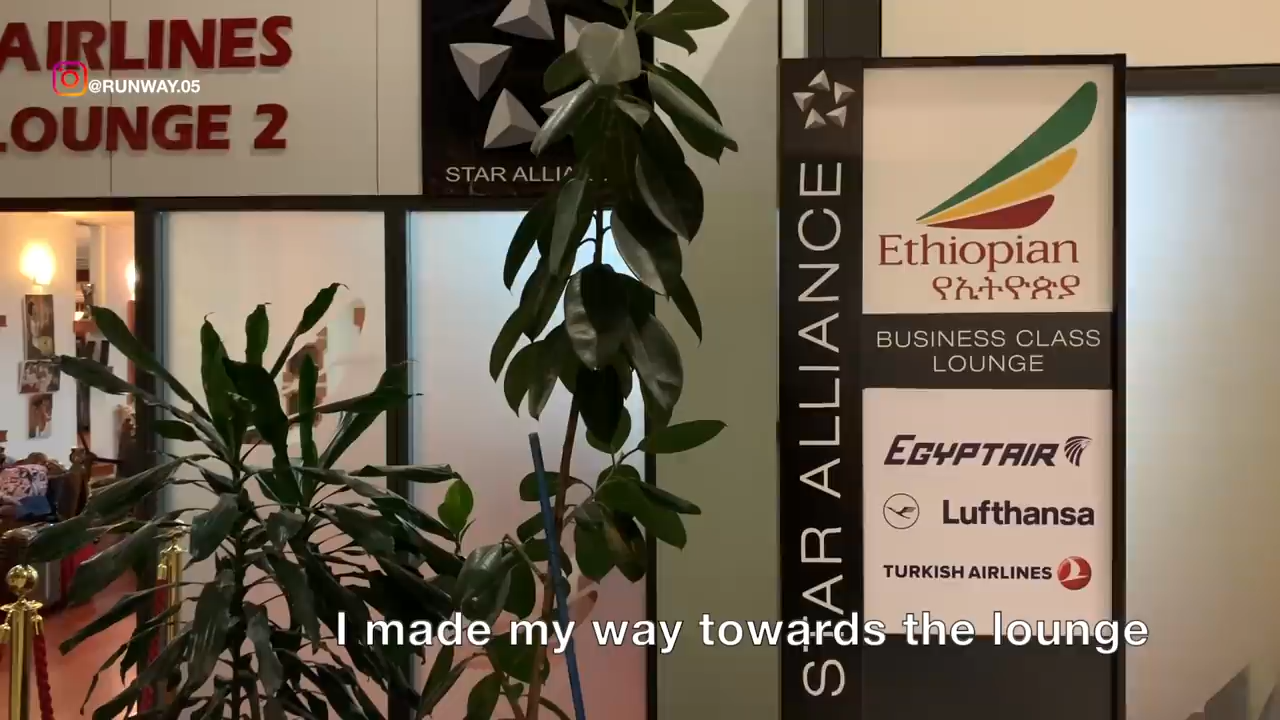 AIRLINES
@RUNWAY.05
LOUNGE 2
STAR ALLIA
STAR ALLIANCE
Ethiopian
የኢትዮጵያ
BUSINESS CLASS
LOUNGE
EGYPTAIR
Lufthansa
TURKISH AIRLINES
I made my way towards the lounge